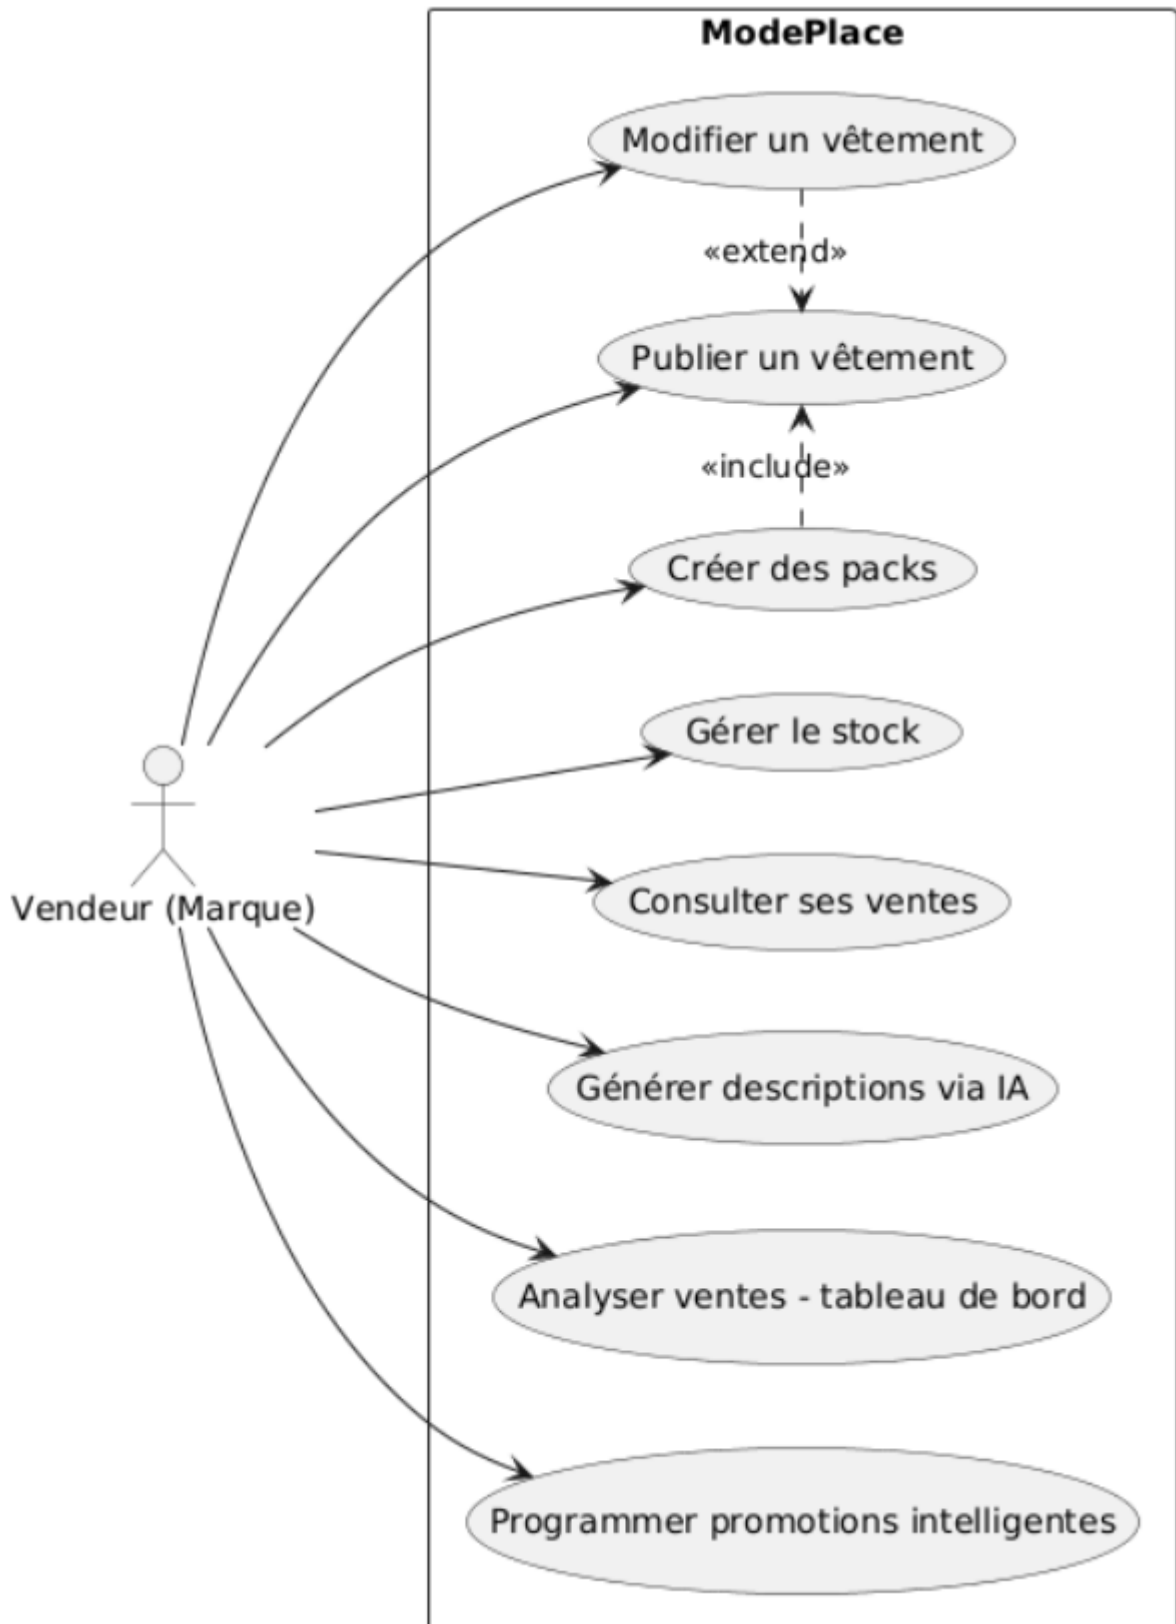 ModePlace
Modifier un vêtement
«extend»
Publier un vêtement
«include»
Créer des packs
Gérer le stock
Consulter ses ventes
Vendeur (Marque)
Générer descriptions via IA
Analyser ventes - tableau de bord
Programmer promotions intelligentes